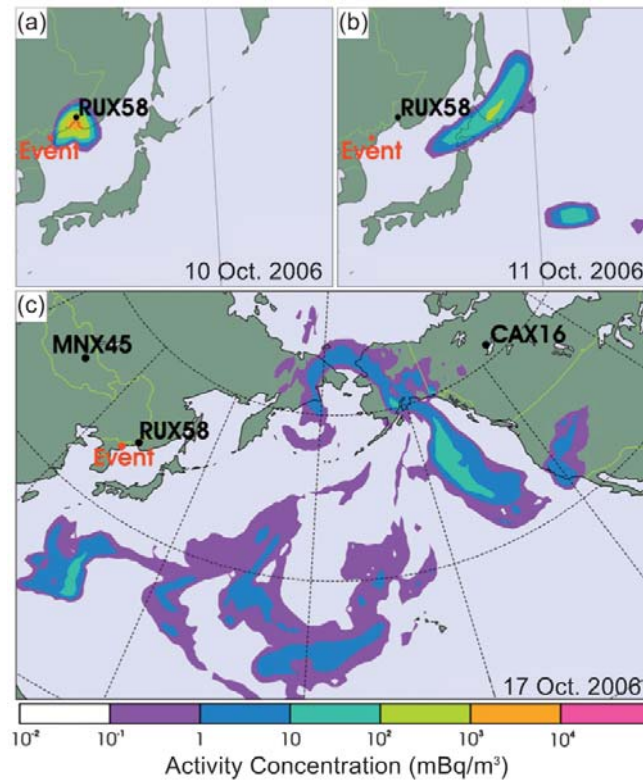 (a)
RUX58
Event
10 Oct. 2006
(b)
RUX58
Event
11 Oct. 2006
(c)
MNX45
CAX16
RUX58
Event
17 Oct. 2006
10⁻² 10⁻¹ 1 10 10² 10³ 10⁴
Activity Concentration (mBq/m³)